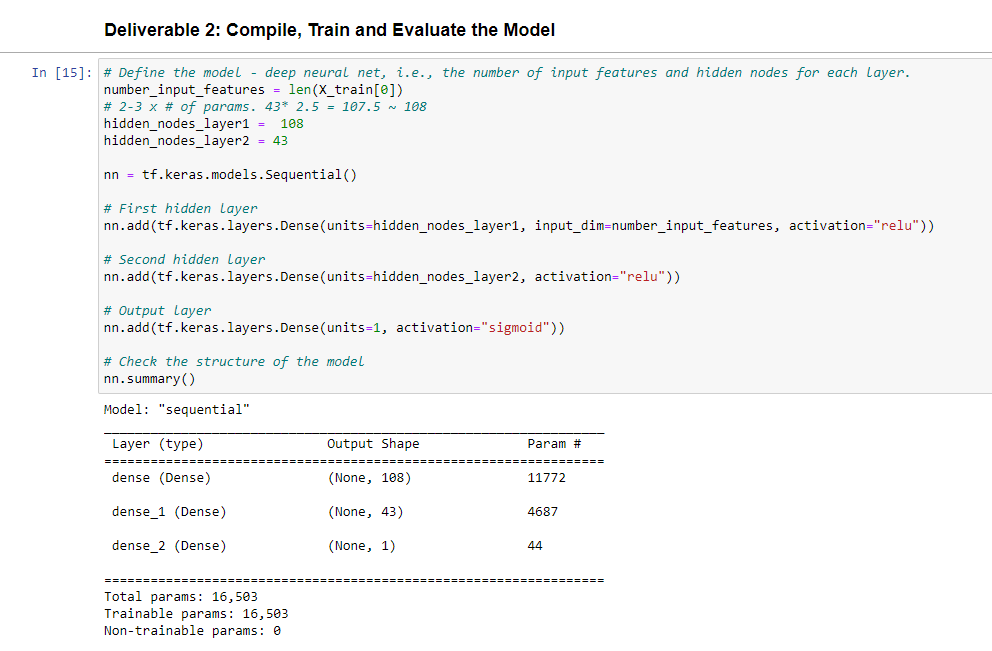 Deliverable 2: Compile, Train and Evaluate the Model
In [15]: # Define the model - deep neural net, i.e., the number of input features and hidden nodes for each layer.
number_input_features = len(X_train[0])
# 2-3 x # of params. 43* 2.5 = 107.5 ~ 108
hidden_nodes_layer1 =  108
hidden_nodes_layer2 = 43
nn = tf.keras.models.Sequential()
# First hidden layer
nn.add(tf.keras.layers.Dense(units=hidden_nodes_layer1, input_dim=number_input_features, activation="relu"))
# Second hidden layer
nn.add(tf.keras.layers.Dense(units=hidden_nodes_layer2, activation="relu"))
# Output layer
nn.add(tf.keras.layers.Dense(units=1, activation="sigmoid"))
# Check the structure of the model
nn.summary()
Model: "sequential"
Layer (type) Output Shape Param #
dense (Dense) (None, 108) 11772
dense_1 (Dense) (None, 43) 4687
dense_2 (Dense) (None, 1) 44
Total params: 16,503
Trainable params: 16,503
Non-trainable params: 0